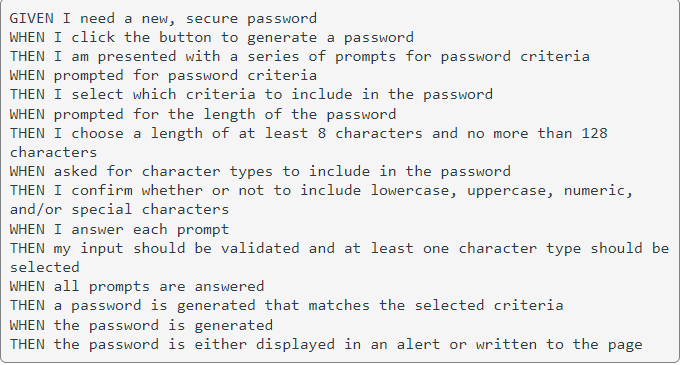 GIVEN I need a new, secure password
WHEN I click the button to generate a password
THEN I am presented with a series of prompts for password criteria
WHEN prompted for password criteria
THEN I select which criteria to include in the password
WHEN prompted for the length of the password
THEN I choose a length of at least 8 characters and no more than 128
characters
WHEN asked for character types to include in the password
THEN I confirm whether or not to include lowercase, uppercase, numeric,
and/or special characters
WHEN I answer each prompt
THEN my input should be validated and at least one character type should be
selected
WHEN all prompts are answered
THEN a password is generated that matches the selected criteria
WHEN the password is generated
THEN the password is either displayed in an alert or written to the page